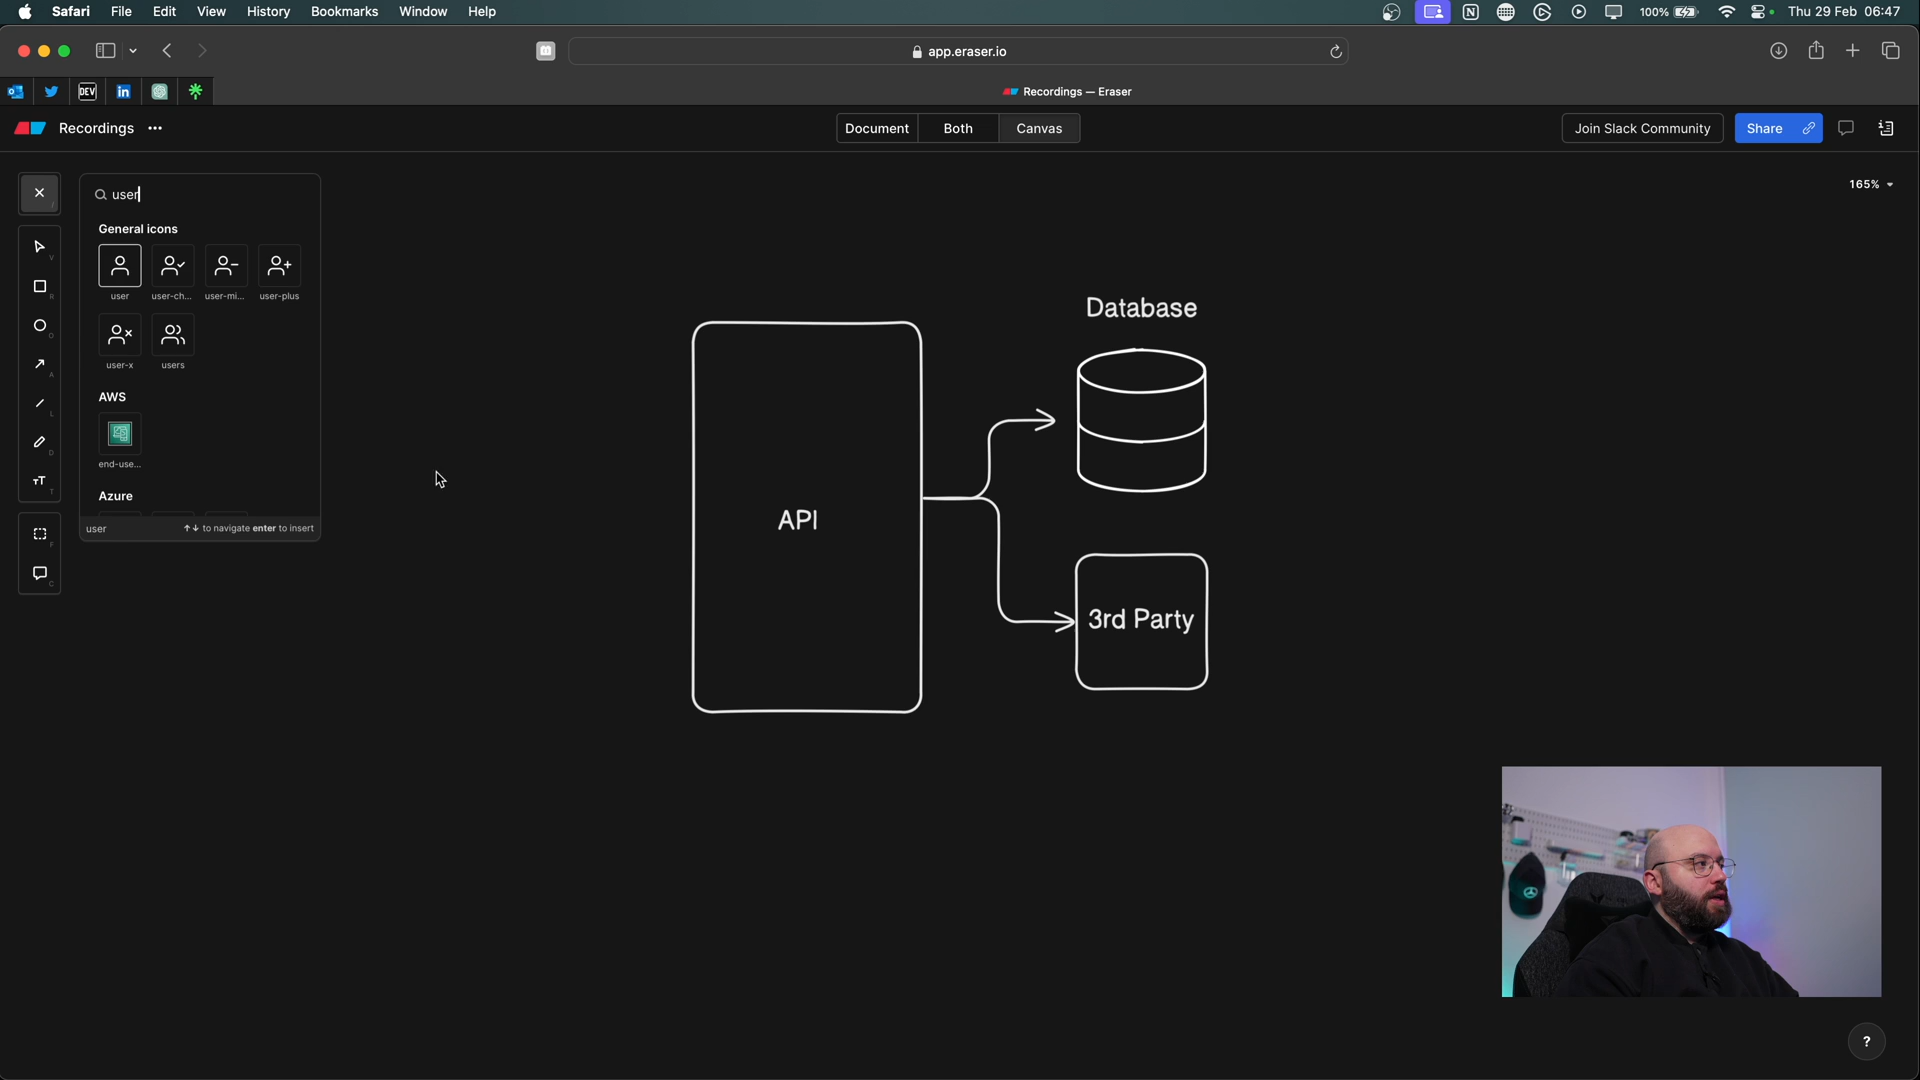 Safari File Edit View History Bookmarks Window Help 100% Thu 29 Feb 06:47
app.eraser.io
DEV Recordings — Eraser
Recordings ••• Document Both Canvas Join Slack Community Share
165%
user
General icons
user user-ch... user-mi... user-plus
user-x users
AWS
end-use...
Azure
user ↑↓ to navigate enter to insert
V
R
O
A
L
D
T
F
C
Database
API
3rd Party
?